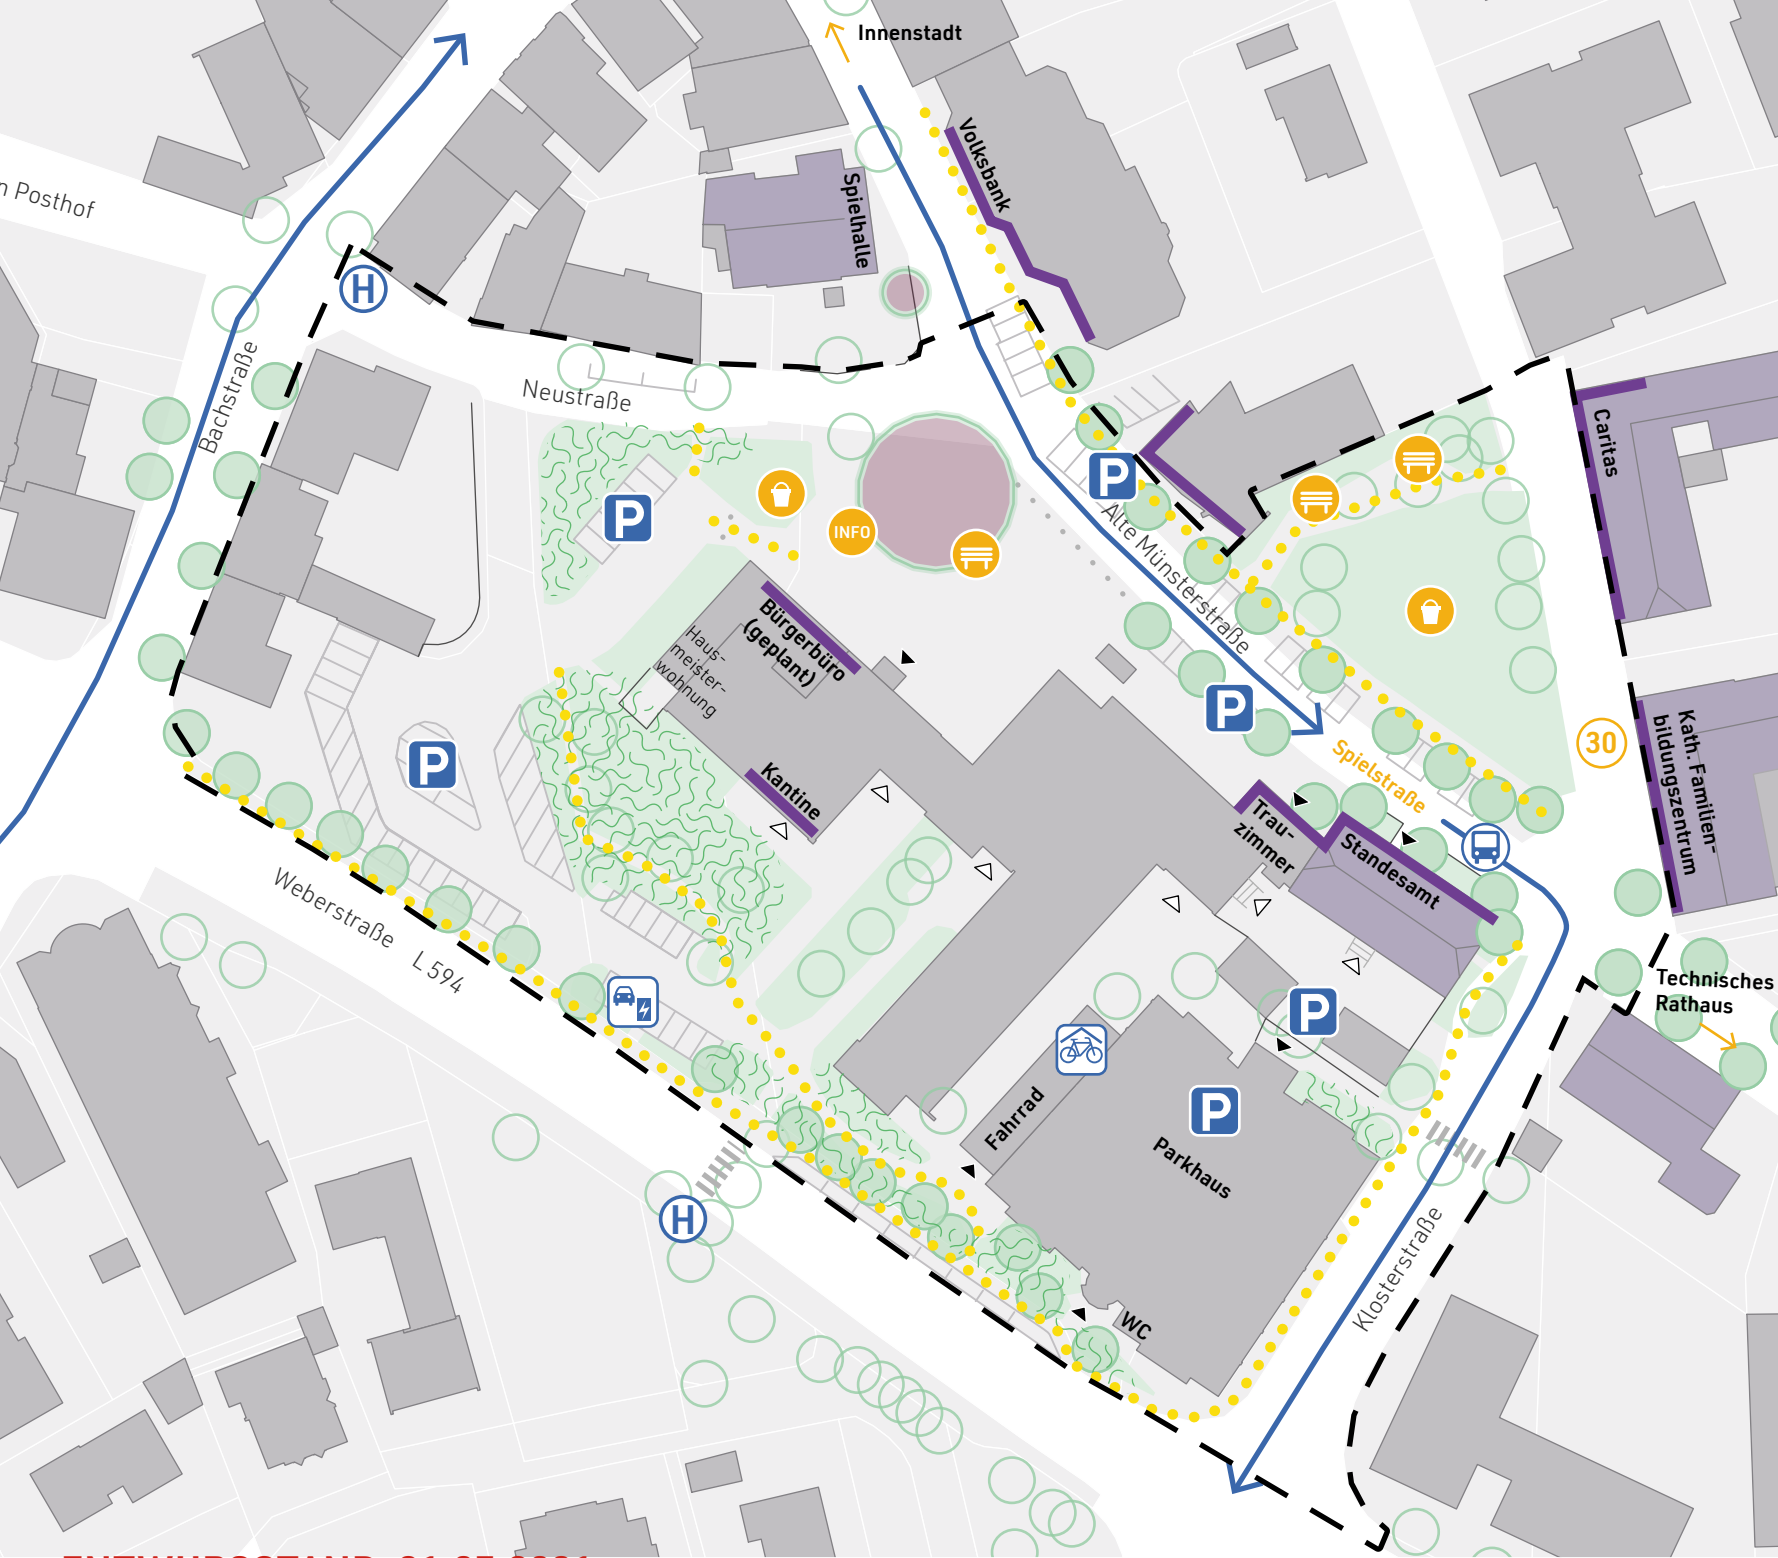 Innenstadt
Volksbank
n Posthof
Spielhalle
H
Bachstraße
Neustraße
Caritas
P
P
INFO
Alte Münsterstraße
Bürgerbüro
(geplant)
Haus-
meister-
wohnung
P
P
Spielstraße
30
Kath. Familien-
bildungszentrum
Kantine
Trau-
zimmer
Standesamt
Weberstraße
L 594
Technisches
Rathaus
P
P
Fahrrad
Parkhaus
H
Klosterstraße
WC